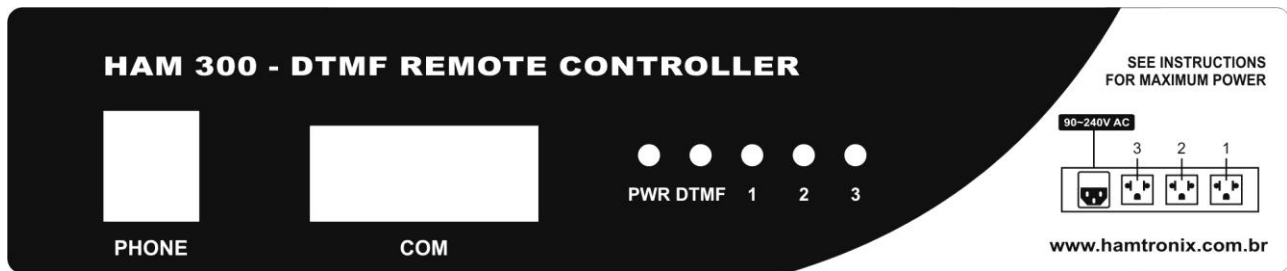 HAM 300 - DTMF REMOTE CONTROLLER
PHONE
COM
PWR DTMF 1 2 3
SEE INSTRUCTIONS
FOR MAXIMUM POWER
90~240V AC
3 2 1
www.hamtronix.com.br